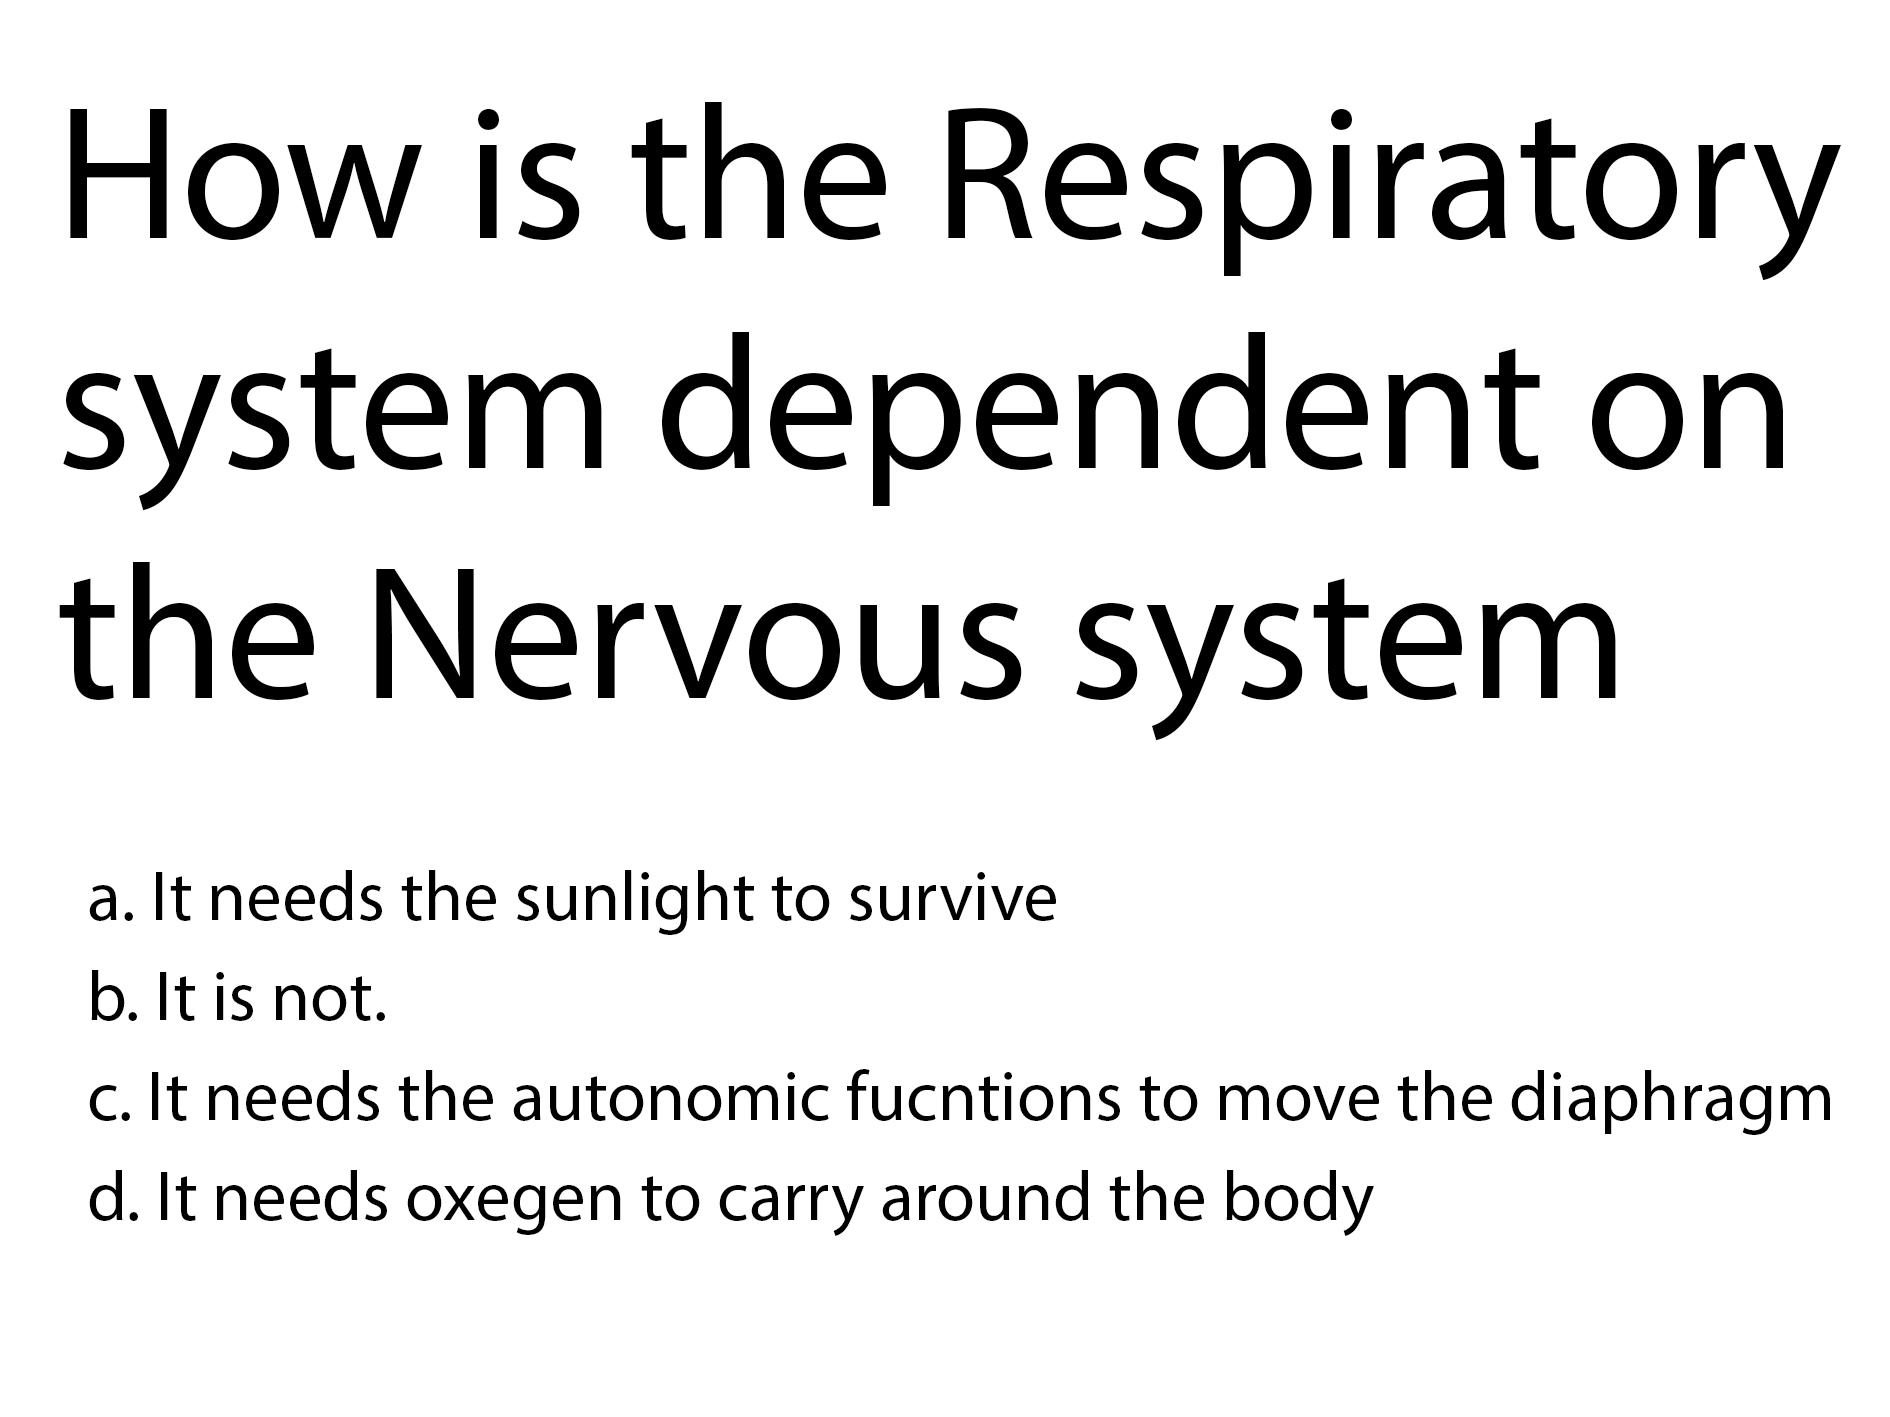 How is the Respiratory
system dependent on
the Nervous system
a. It needs the sunlight to survive
b. It is not.
c. It needs the autonomic fucntions to move the diaphragm
d. It needs oxegen to carry around the body